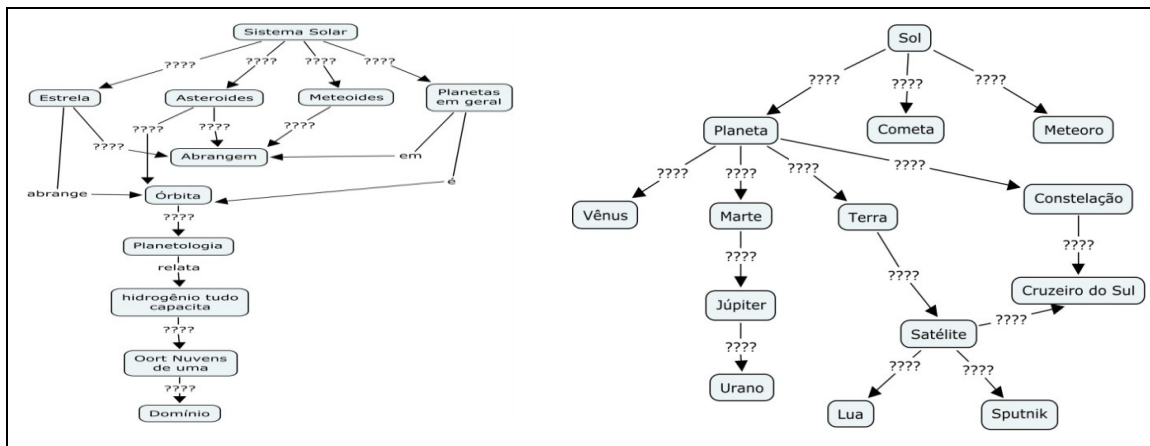 Sistema Solar
????
????
????
????
Estrela
Asteroides
Meteoides
Planetas
em geral
????
????
????
????
Abrangem
em
abrange
Órbita
é
????
Planetologia
relata
hidrogênio tudo
capacita
????
Oort Nuvens
de uma
????
Domínio
Sol
????
????
????
Planeta
Cometa
Meteoro
????
????
????
????
Vênus
Marte
Terra
Constelação
????
????
????
Júpiter
Cruzeiro do Sul
????
????
Satélite
????
????
Urano
Lua
Sputnik